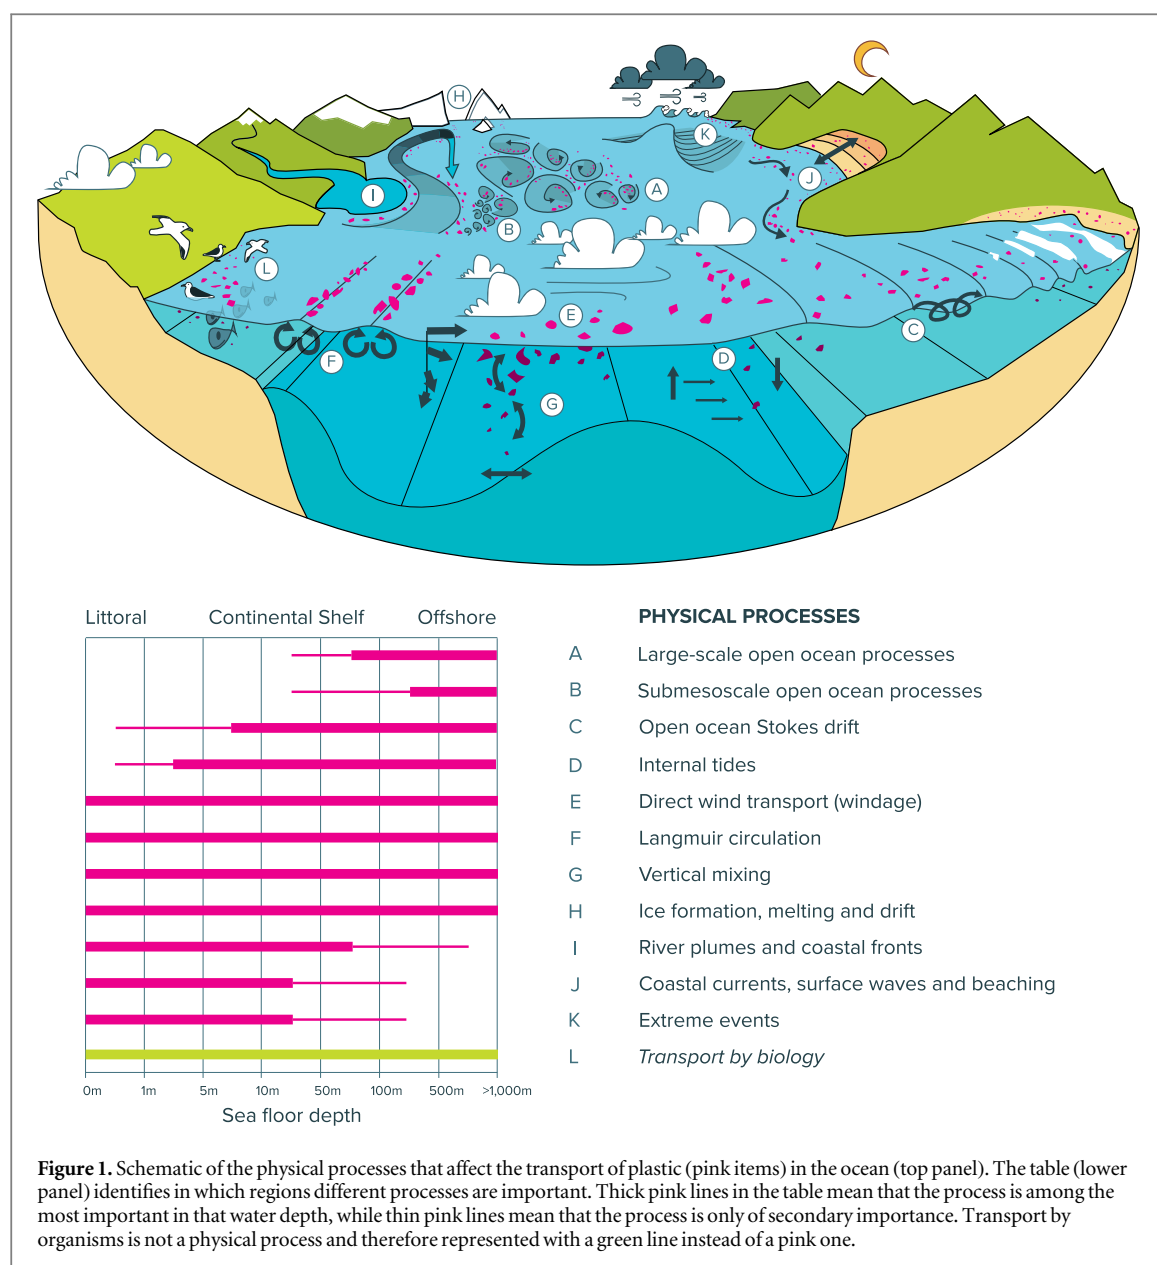 H
K
J
I
A
B
L
E
C
F
D
G
Littoral Continental Shelf Offshore
PHYSICAL PROCESSES
A Large-scale open ocean processes
B Submesoscale open ocean processes
C Open ocean Stokes drift
D Internal tides
E Direct wind transport (windage)
F Langmuir circulation
G Vertical mixing
H Ice formation, melting and drift
I River plumes and coastal fronts
J Coastal currents, surface waves and beaching
K Extreme events
L Transport by biology
0m 1m 5m 10m 50m 100m 500m >1,000m
Sea floor depth
Figure 1. Schematic of the physical processes that affect the transport of plastic (pink items) in the ocean (top panel). The table (lower
panel) identifies in which regions different processes are important. Thick pink lines in the table mean that the process is among the
most important in that water depth, while thin pink lines mean that the process is only of secondary importance. Transport by
organisms is not a physical process and therefore represented with a green line instead of a pink one.